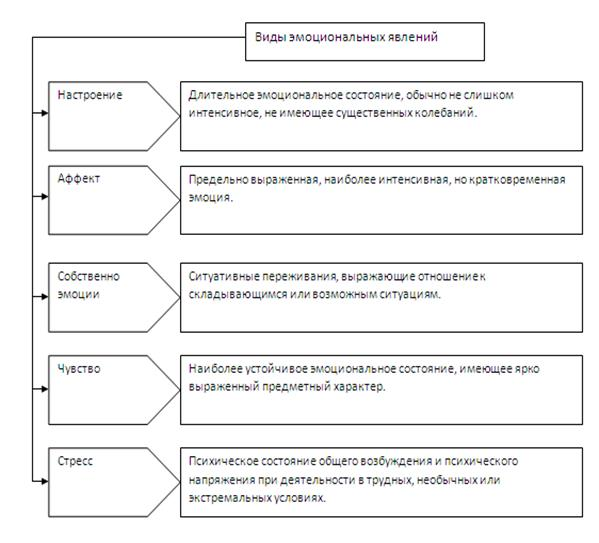 Виды эмоциональных явлений
Настроение
Длительное эмоциональное состояние, обычно не слишком
интенсивное, не имеющее существенных колебаний.
Аффект
Предельно выраженная, наиболее интенсивная, но кратковременная
эмоция.
Собственно
эмоции
Ситуативные переживания, выражающие отношение к
складывающимся или возможным ситуациям.
Чувство
Наиболее устойчивое эмоциональное состояние, имеющее ярко
выраженный предметный характер.
Стресс
Психическое состояние общего возбуждения и психического
напряжения при деятельности в трудных, необычных или
экстремальных условиях.